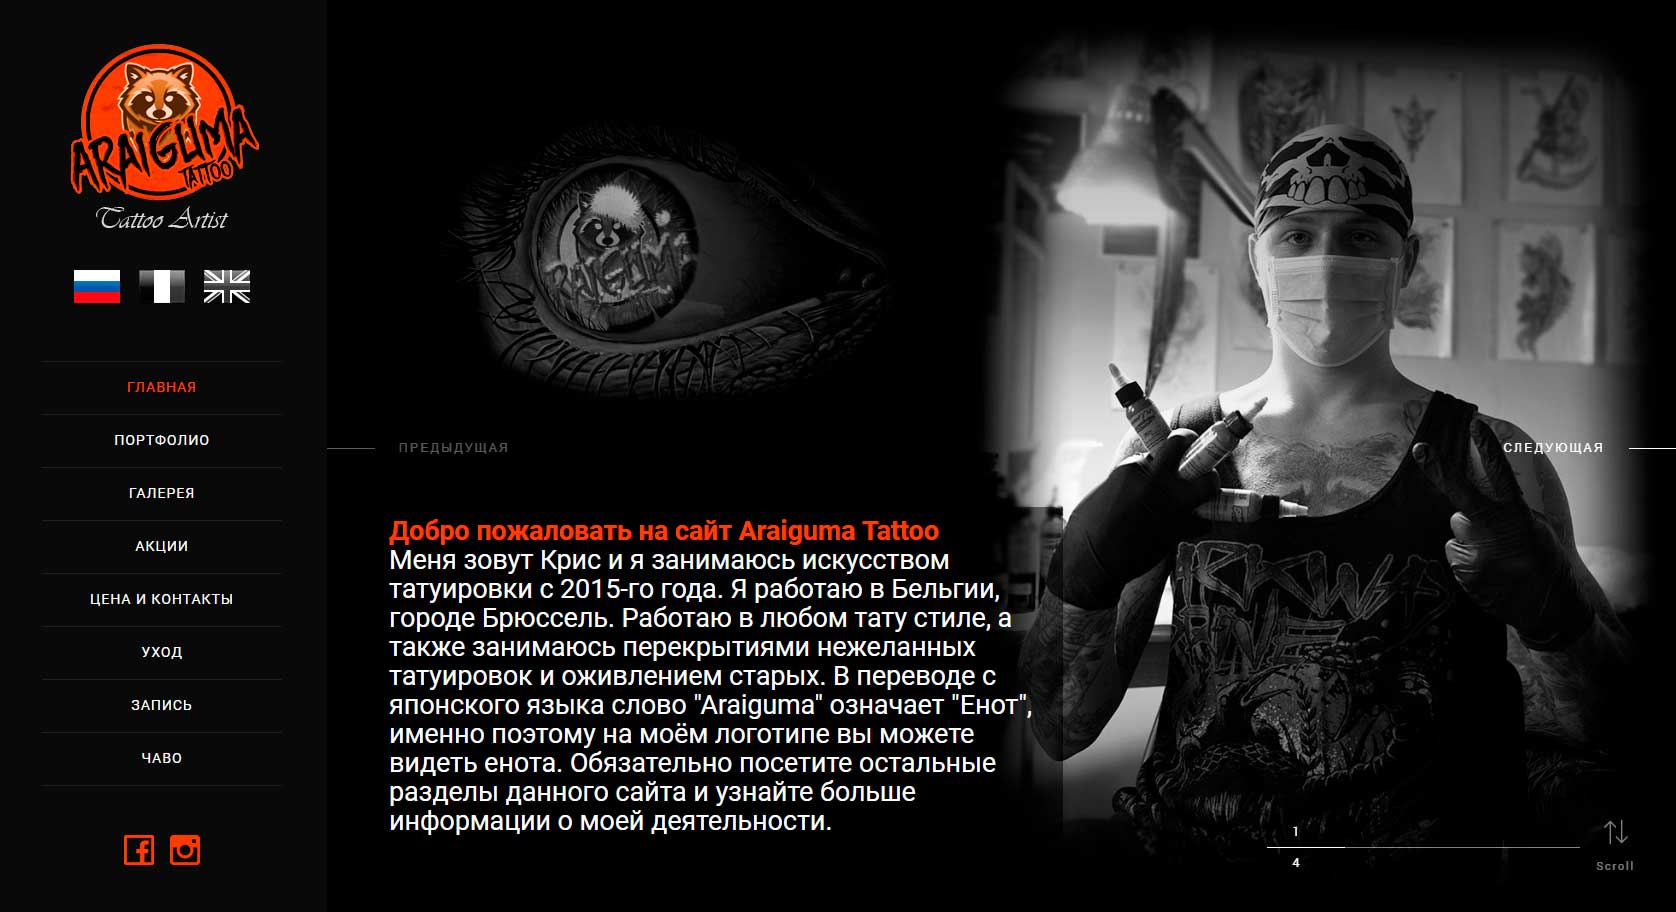 ARAIGUMA
TATTOO
Tattoo Artist
ГЛАВНАЯ
ПОРТФОЛИО
ГАЛЕРЕЯ
АКЦИИ
ЦЕНА И КОНТАКТЫ
УХОД
ЗАПИСЬ
ЧАВО
ARAIGUMA
ПРЕДЫДУЩАЯ
СЛЕДУЮЩАЯ
Добро пожаловать на сайт Araiguma Tattoo
Меня зовут Крис и я занимаюсь искусством
татуировки с 2015-го года. Я работаю в Бельгии,
городе Брюссель. Работаю в любом тату стиле, а
также занимаюсь перекрытиями нежеланных
татуировок и оживлением старых. В переводе с
японского языка слово "Araiguma" означает "Енот",
именно поэтому на моём логотипе вы можете
видеть енота. Обязательно посетите остальные
разделы данного сайта и узнайте больше
информации о моей деятельности.
1
4
Scroll